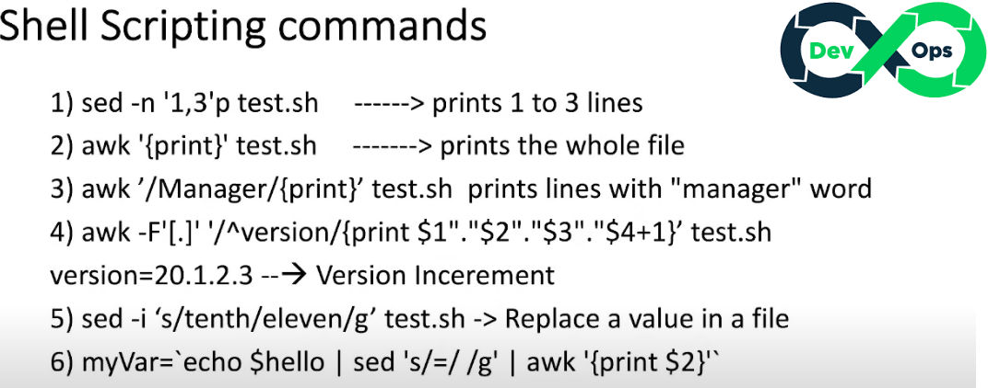 Shell Scripting commands
Dev Ops
1) sed -n '1,3'p test.sh ------> prints 1 to 3 lines
2) awk '{print}' test.sh -------> prints the whole file
3) awk ’/Manager/{print}’ test.sh prints lines with "manager" word
4) awk -F'[.]' '/^version/{print $1"."$2"."$3"."$4+1}’ test.sh
version=20.1.2.3 --→ Version Incerement
5) sed -i ‘s/tenth/eleven/g’ test.sh -> Replace a value in a file
6) myVar=`echo $hello | sed 's/=/ /g' | awk '{print $2}'`